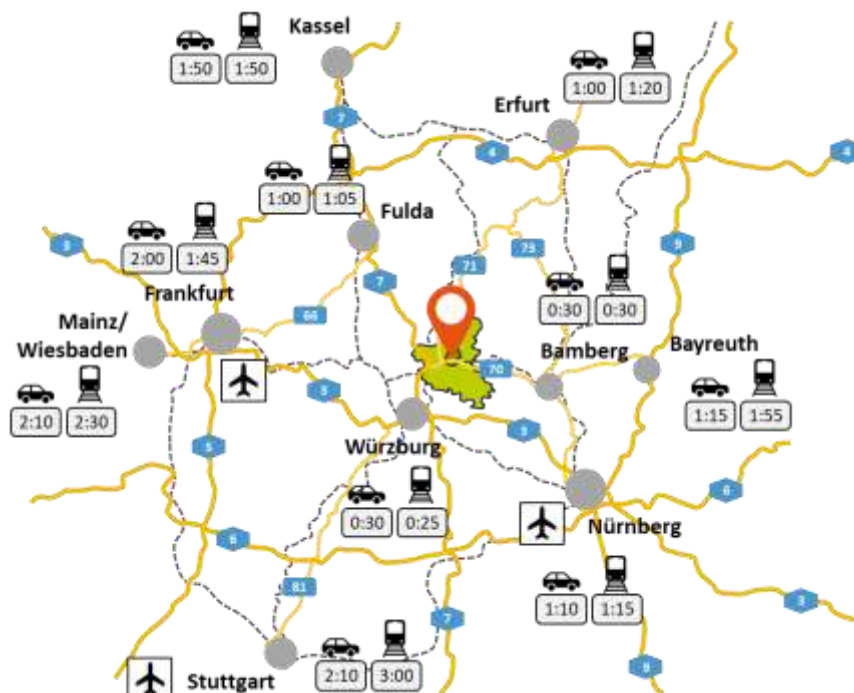 Kassel
1:50 1:50
1:00 1:20
Erfurt
7
4
4
1:00 1:05
Fulda
3
2:00 1:45
71
73
9
7
Frankfurt
66
0:30 0:30
Mainz/
Wiesbaden
Bamberg
Bayreuth
70
3
2:10 2:30
1:15 1:55
Würzburg
3
5
6
0:30 0:25
Nürnberg
6
81
1:10 1:15
3
7
Stuttgart
2:10 3:00
9